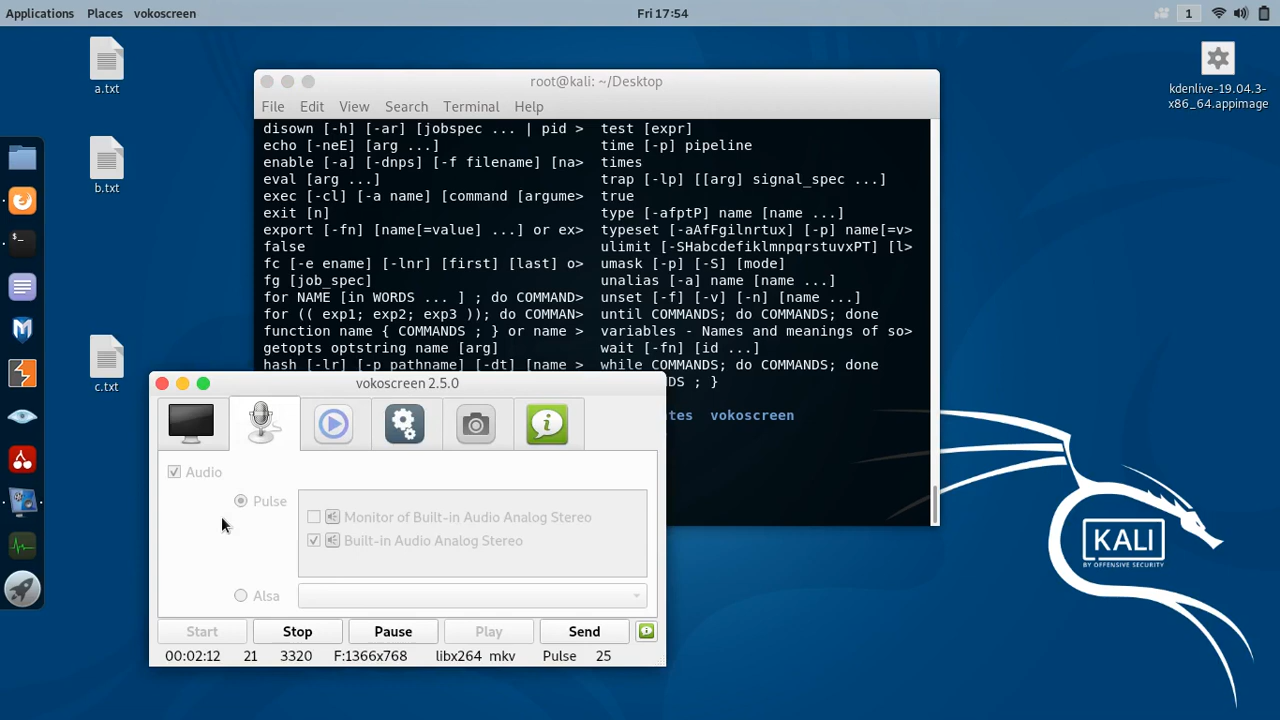 Applications Places vokoscreen
Fri 17:54
1
a.txt
b.txt
c.txt
kdenlive-19.04.3-
x86_64.appimage
root@kali: ~/Desktop
File Edit View Search Terminal Help
disown [-h] [-ar] [jobspec ... | pid > test [expr]
echo [-neE] [arg ...] time [-p] pipeline
enable [-a] [-dnps] [-f filename] [na> times
eval [arg ...] trap [-lp] [[arg] signal_spec ...]
exec [-cl] [-a name] [command [argume> true
exit [n] type [-afptP] name [name ...]
export [-fn] [name[=value] ...] or ex> typeset [-aAfFgilnrtux] [-p] name[=v>
false ulimit [-SHabcdefiklmnpqrstuvxPT] [l>
fc [-e ename] [-lnr] [first] [last] o> umask [-p] [-S] [mode]
fg [job_spec] unalias [-a] name [name ...]
for NAME [in WORDS ... ] ; do COMMAND> unset [-f] [-v] [-n] [name ...]
for (( exp1; exp2; exp3 )); do COMMAN> until COMMANDS; do COMMANDS; done
function name { COMMANDS ; } or name > variables - Names and meanings of so>
getopts optstring name [arg] wait [-fn] [id ...]
hash [-lr] [-p pathname] [-dt] [name > while COMMANDS; do COMMANDS; done
DS ; }
tes vokoscreen
vokoscreen 2.5.0
Audio
Pulse
Monitor of Built-in Audio Analog Stereo
Built-in Audio Analog Stereo
Alsa
Start Stop Pause Play Send
00:02:12 21 3320 F:1366x768 libx264 mkv Pulse 25
KALI
BY OFFENSIVE SECURITY